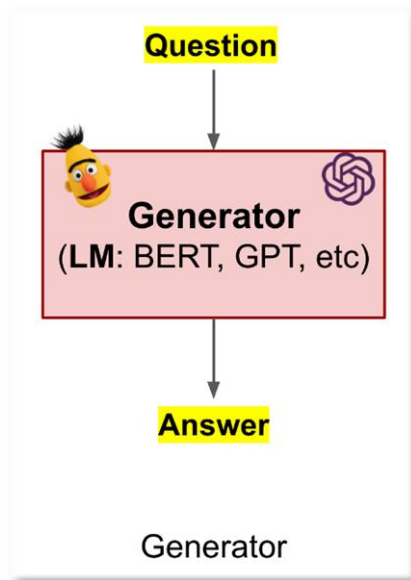 Question
Generator
(LM: BERT, GPT, etc)
Answer
Generator